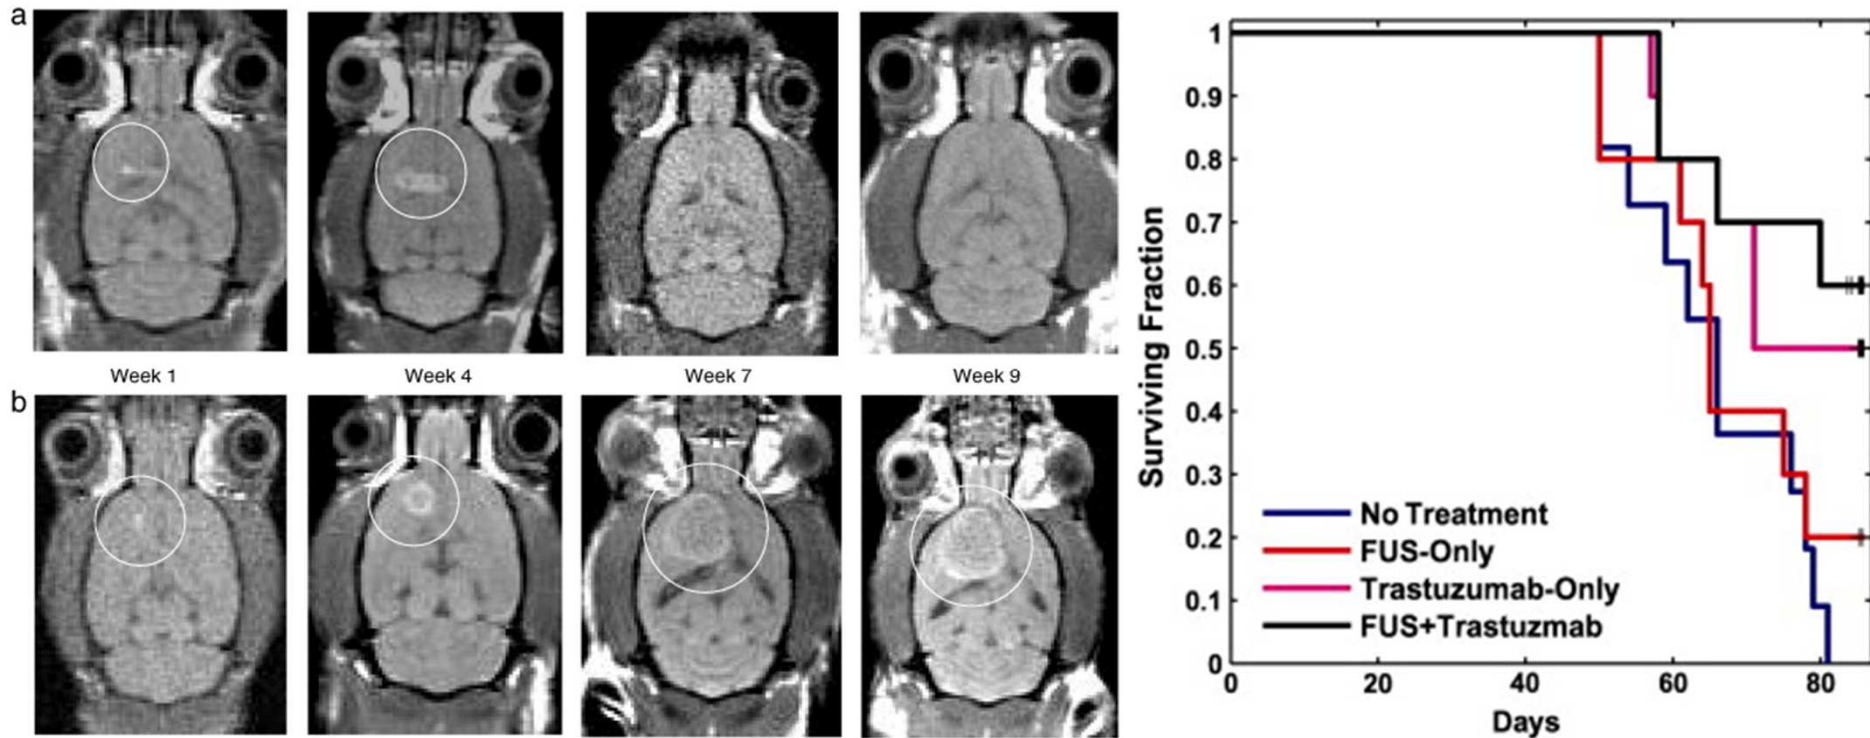 a
Week 1 Week 4 Week 7 Week 9
b
Surviving Fraction
1
0.9
0.8
0.7
0.6
0.5
0.4
0.3
0.2
0.1
0
No Treatment
FUS-Only
Trastuzumab-Only
FUS+Trastuzmab
0 20 40 60 80
Days